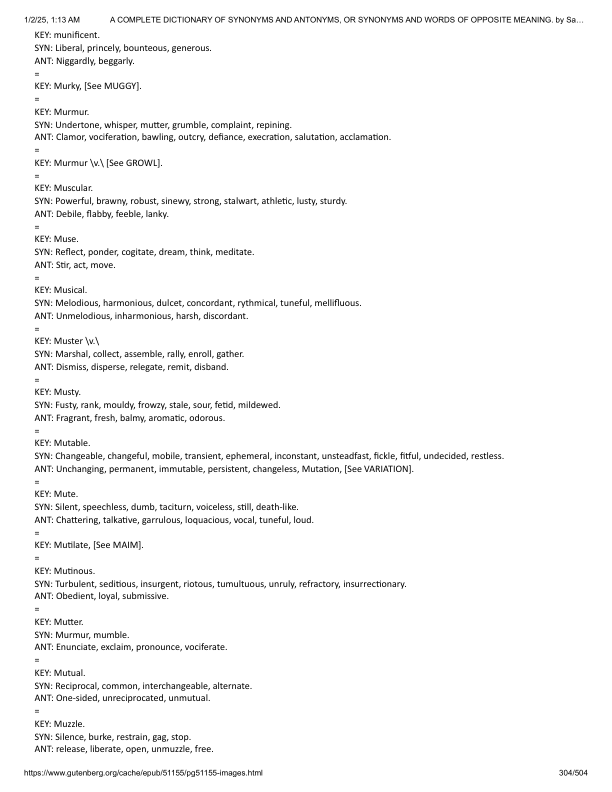 1/2/25, 1:13 AM A COMPLETE DICTIONARY OF SYNONYMS AND ANTONYMS, OR SYNONYMS AND WORDS OF OPPOSITE MEANING. by Sa…
KEY: munificent.
SYN: Liberal, princely, bounteous, generous.
ANT: Niggardly, beggarly.
=
KEY: Murky, [See MUGGY].
=
KEY: Murmur.
SYN: Undertone, whisper, mutter, grumble, complaint, repining.
ANT: Clamor, vociferation, bawling, outcry, defiance, execration, salutation, acclamation.
=
KEY: Murmur \v.\ [See GROWL].
=
KEY: Muscular.
SYN: Powerful, brawny, robust, sinewy, strong, stalwart, athletic, lusty, sturdy.
ANT: Debile, flabby, feeble, lanky.
=
KEY: Muse.
SYN: Reflect, ponder, cogitate, dream, think, meditate.
ANT: Stir, act, move.
=
KEY: Musical.
SYN: Melodious, harmonious, dulcet, concordant, rythmical, tuneful, mellifluous.
ANT: Unmelodious, inharmonious, harsh, discordant.
=
KEY: Muster \v.\
SYN: Marshal, collect, assemble, rally, enroll, gather.
ANT: Dismiss, disperse, relegate, remit, disband.
=
KEY: Musty.
SYN: Fusty, rank, mouldy, frowzy, stale, sour, fetid, mildewed.
ANT: Fragrant, fresh, balmy, aromatic, odorous.
=
KEY: Mutable.
SYN: Changeable, changeful, mobile, transient, ephemeral, inconstant, unsteadfast, fickle, fitful, undecided, restless.
ANT: Unchanging, permanent, immutable, persistent, changeless, Mutation, [See VARIATION].
=
KEY: Mute.
SYN: Silent, speechless, dumb, taciturn, voiceless, still, death-like.
ANT: Chattering, talkative, garrulous, loquacious, vocal, tuneful, loud.
=
KEY: Mutilate, [See MAIM].
=
KEY: Mutinous.
SYN: Turbulent, seditious, insurgent, riotous, tumultuous, unruly, refractory, insurrectionary.
ANT: Obedient, loyal, submissive.
=
KEY: Mutter.
SYN: Murmur, mumble.
ANT: Enunciate, exclaim, pronounce, vociferate.
=
KEY: Mutual.
SYN: Reciprocal, common, interchangeable, alternate.
ANT: One-sided, unreciprocated, unmutual.
=
KEY: Muzzle.
SYN: Silence, burke, restrain, gag, stop.
ANT: release, liberate, open, unmuzzle, free.
https://www.gutenberg.org/cache/epub/51155/pg51155-images.html 304/504